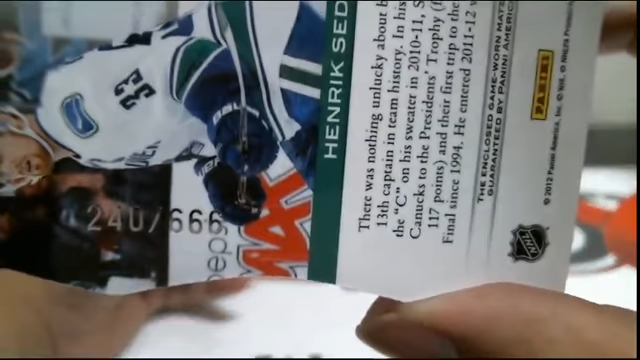 HENRIK SED
There was nothing unlucky about b
13th captain in team history. In his
the "C" on his sweater in 2010-11, S
Canucks to the Presidents' Trophy (
117 points) and their first trip to the
Final since 1994. He entered 2011-12 w
THE ENCLOSED GAME-WORN MATE
GUARANTEED BY PANINI AMERIC
PANINI
© 2012 Panini America, Inc. © NHL. © NHLPA
NHL
33
240/666